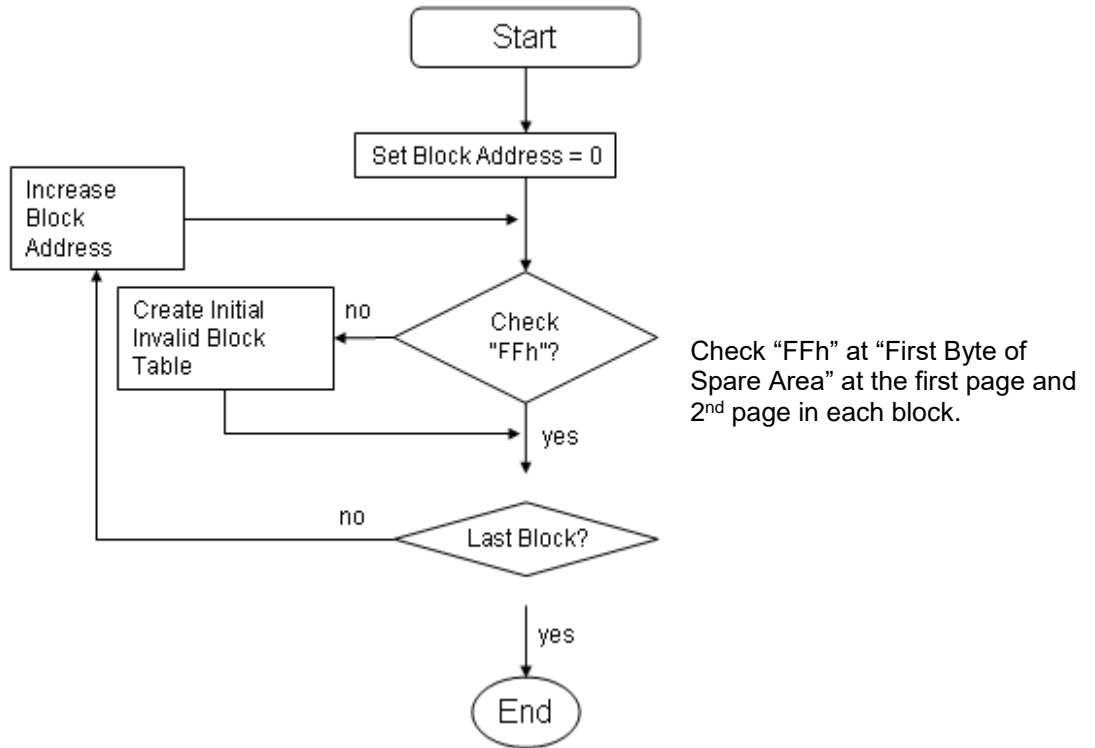 Start
Set Block Address = 0
Increase
Block
Address
Create Initial
Invalid Block
Table
no
Check
"FFh"?
Check “FFh” at “First Byte of
Spare Area” at the first page and
2nd page in each block.
yes
no
Last Block?
yes
End